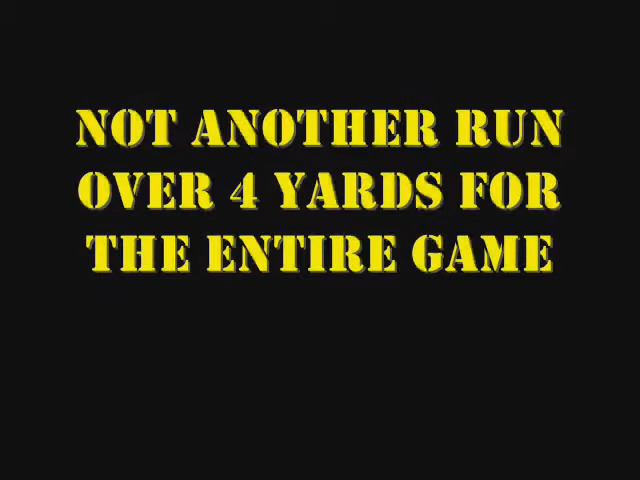 NOT ANOTHER RUN
OVER 4 YARDS FOR
THE ENTIRE GAME